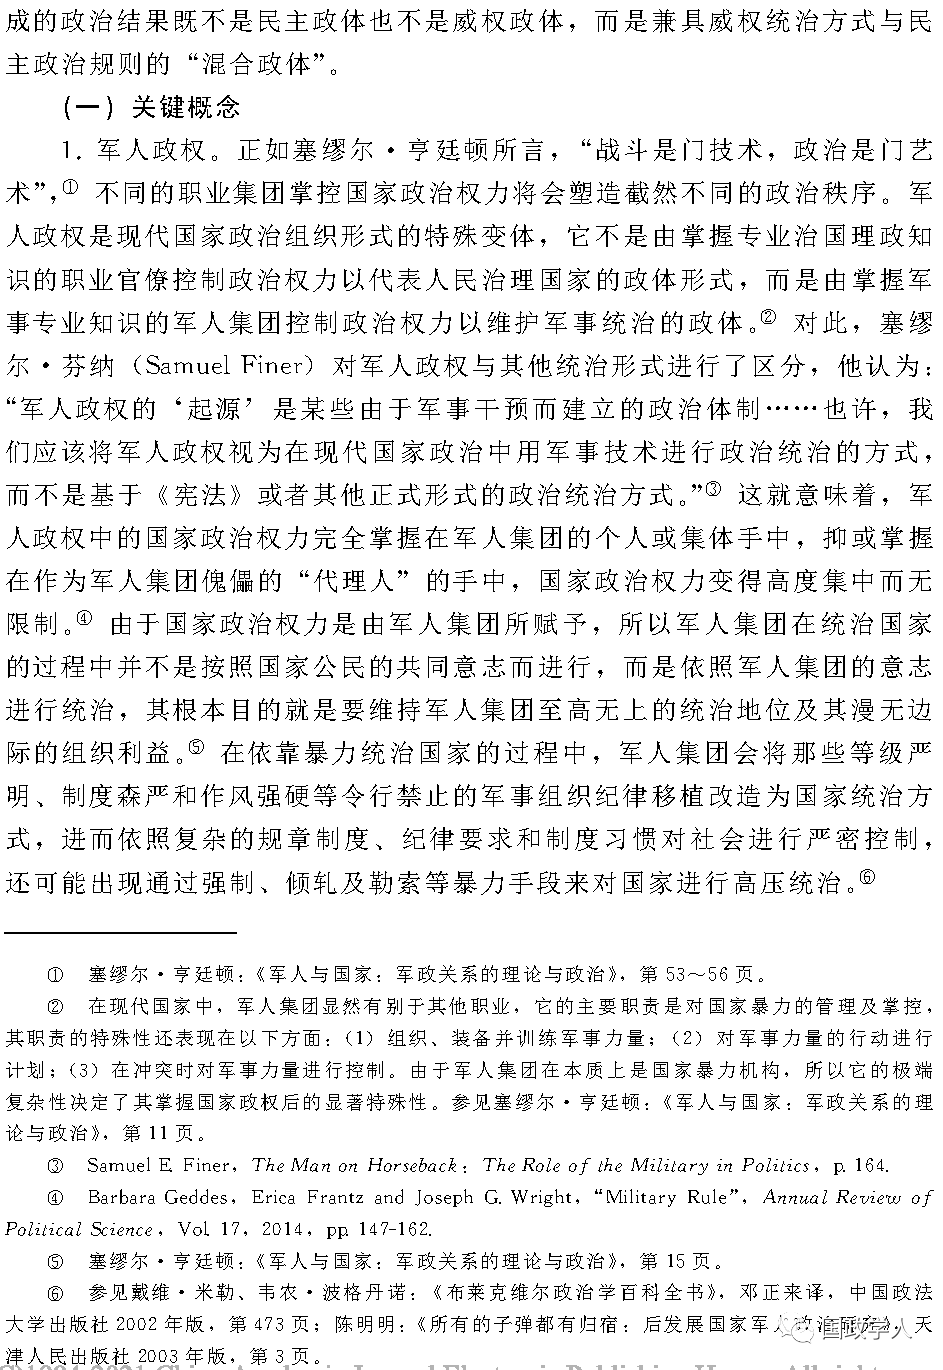 成的政治结果既不是民主政体也不是威权政体，而是兼具威权统治方式与民
主政治规则的“混合政体”。
（一）关键概念
1. 军人政权。正如塞缪尔·亨廷顿所言，“战斗是门技术，政治是门艺
术”，① 不同的职业集团掌控国家政治权力将会塑造截然不同的政治秩序。军
人政权是现代国家政治组织形式的特殊变体，它不是由掌握专业治国理政知
识的职业官僚控制政治权力以代表人民治理国家的政体形式，而是由掌握军
事专业知识的军人集团控制政治权力以维护军事统治的政体。② 对此，塞缪
尔·芬纳（Samuel Finer）对军人政权与其他统治形式进行了区分，他认为：
“军人政权的‘起源’是某些由于军事干预而建立的政治体制……也许，我
们应该将军人政权视为在现代国家政治中用军事技术进行政治统治的方式，
而不是基于《宪法》或者其他正式形式的政治统治方式。”③ 这就意味着，军
人政权中的国家政治权力完全掌握在军人集团的个人或集体手中，抑或掌握
在作为军人集团傀儡的“代理人”的手中，国家政治权力变得高度集中而无
限制。④ 由于国家政治权力是由军人集团所赋予，所以军人集团在统治国家
的过程中并不是按照国家公民的共同意志而进行，而是依照军人集团的意志
进行统治，其根本目的就是要维持军人集团至高无上的统治地位及其漫无边
际的组织利益。⑤ 在依靠暴力统治国家的过程中，军人集团会将那些等级严
明、制度森严和作风强硬等令行禁止的军事组织纪律移植改造为国家统治方
式，进而依照复杂的规章制度、纪律要求和制度习惯对社会进行严密控制，
还可能出现通过强制、倾轧及勒索等暴力手段来对国家进行高压统治。⑥
① 塞缪尔·亨廷顿：《军人与国家：军政关系的理论与政治》，第 53～56 页。
② 在现代国家中，军人集团显然有别于其他职业，它的主要职责是对国家暴力的管理及掌控，
其职责的特殊性还表现在以下方面：（1）组织、装备并训练军事力量；（2）对军事力量的行动进行
计划；（3）在冲突时对军事力量进行控制。由于军人集团在本质上是国家暴力机构，所以它的极端
复杂性决定了其掌握国家政权后的显著特殊性。参见塞缪尔·亨廷顿：《军人与国家：军政关系的理
论与政治》，第 11 页。
③ Samuel E. Finer, The Man on Horseback: The Role of the Military in Politics, p. 164.
④ Barbara Geddes, Erica Frantz and Joseph G. Wright, “Military Rule”, Annual Review of
Political Science, Vol. 17, 2014, pp. 147-162.
⑤ 塞缪尔·亨廷顿：《军人与国家：军政关系的理论与政治》，第 15 页。
⑥ 参见戴维·米勒、韦农·波格丹诺：《布莱克维尔政治学百科全书》，邓正来译，中国政法
大学出版社 2002 年版，第 473 页；陈明明：《所有的子弹都有归宿：后发展国家军人政治研究》，天
津人民出版社 2003 年版，第 3 页。
国政学人